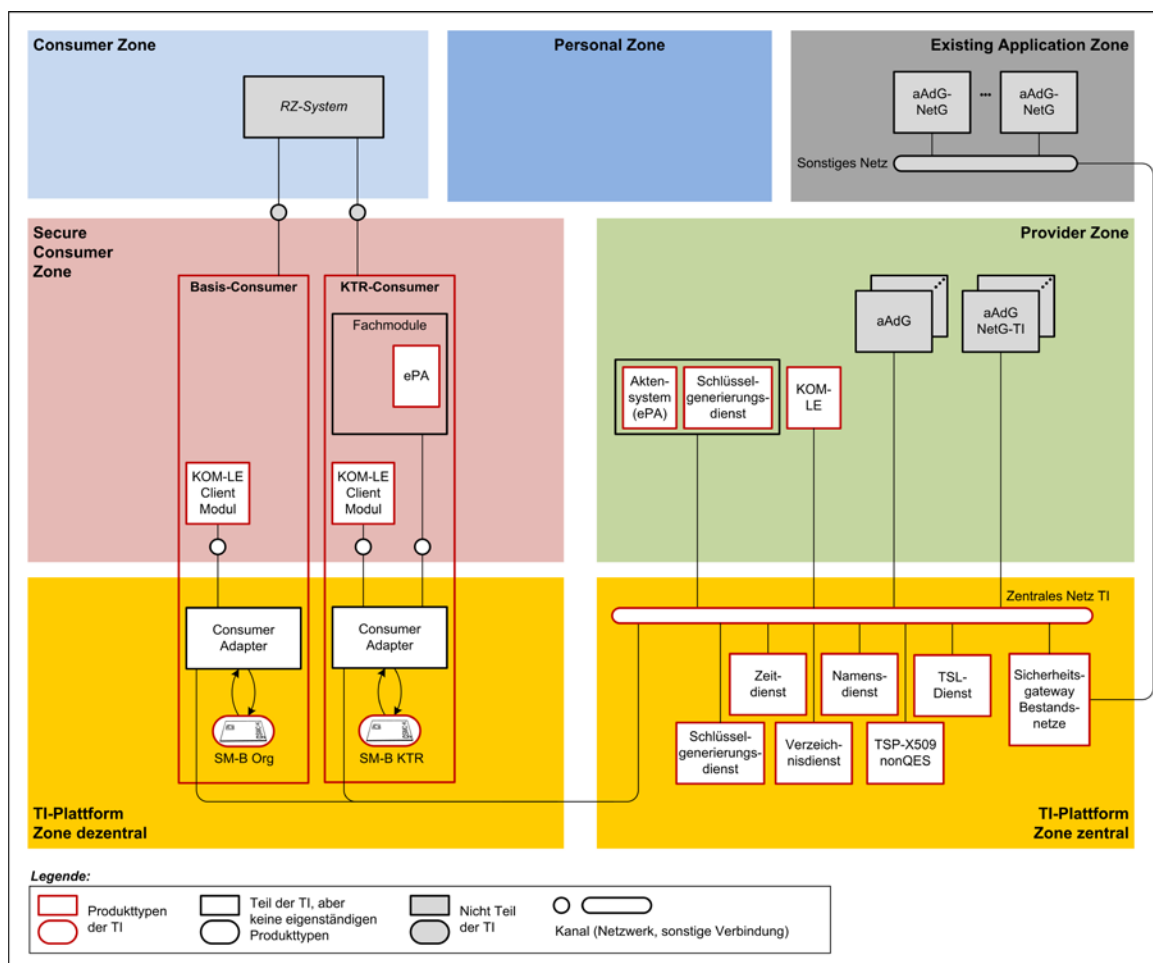 Consumer Zone
RZ-System
Personal Zone
Existing Application Zone
aAdG-
NetG
...
aAdG-
NetG
Sonstiges Netz
Secure
Consumer
Zone
Basis-Consumer
KTR-Consumer
Fachmodule
ePA
KOM-LE
Client
Modul
KOM-LE
Client
Modul
Provider Zone
aAdG
aAdG
NetG-TI
Akten-
system
(ePA)
Schlüssel-
generierungs-
dienst
KOM-
LE
Consumer
Adapter
Consumer
Adapter
SM-B Org
SM-B KTR
TI-Plattform
Zone dezentral
Zentrales Netz TI
Zeit-
dienst
Namens-
dienst
TSL-
Dienst
Sicherheits-
gateway
Bestands-
netze
Schlüssel-
generierungs-
dienst
Verzeich-
nisdienst
TSP-X509
nonQES
TI-Plattform
Zone zentral
Legende:
Produkttypen
der TI
Teil der TI, aber
keine eigenständigen
Produkttypen
Nicht Teil
der TI
Kanal (Netzwerk, sonstige Verbindung)